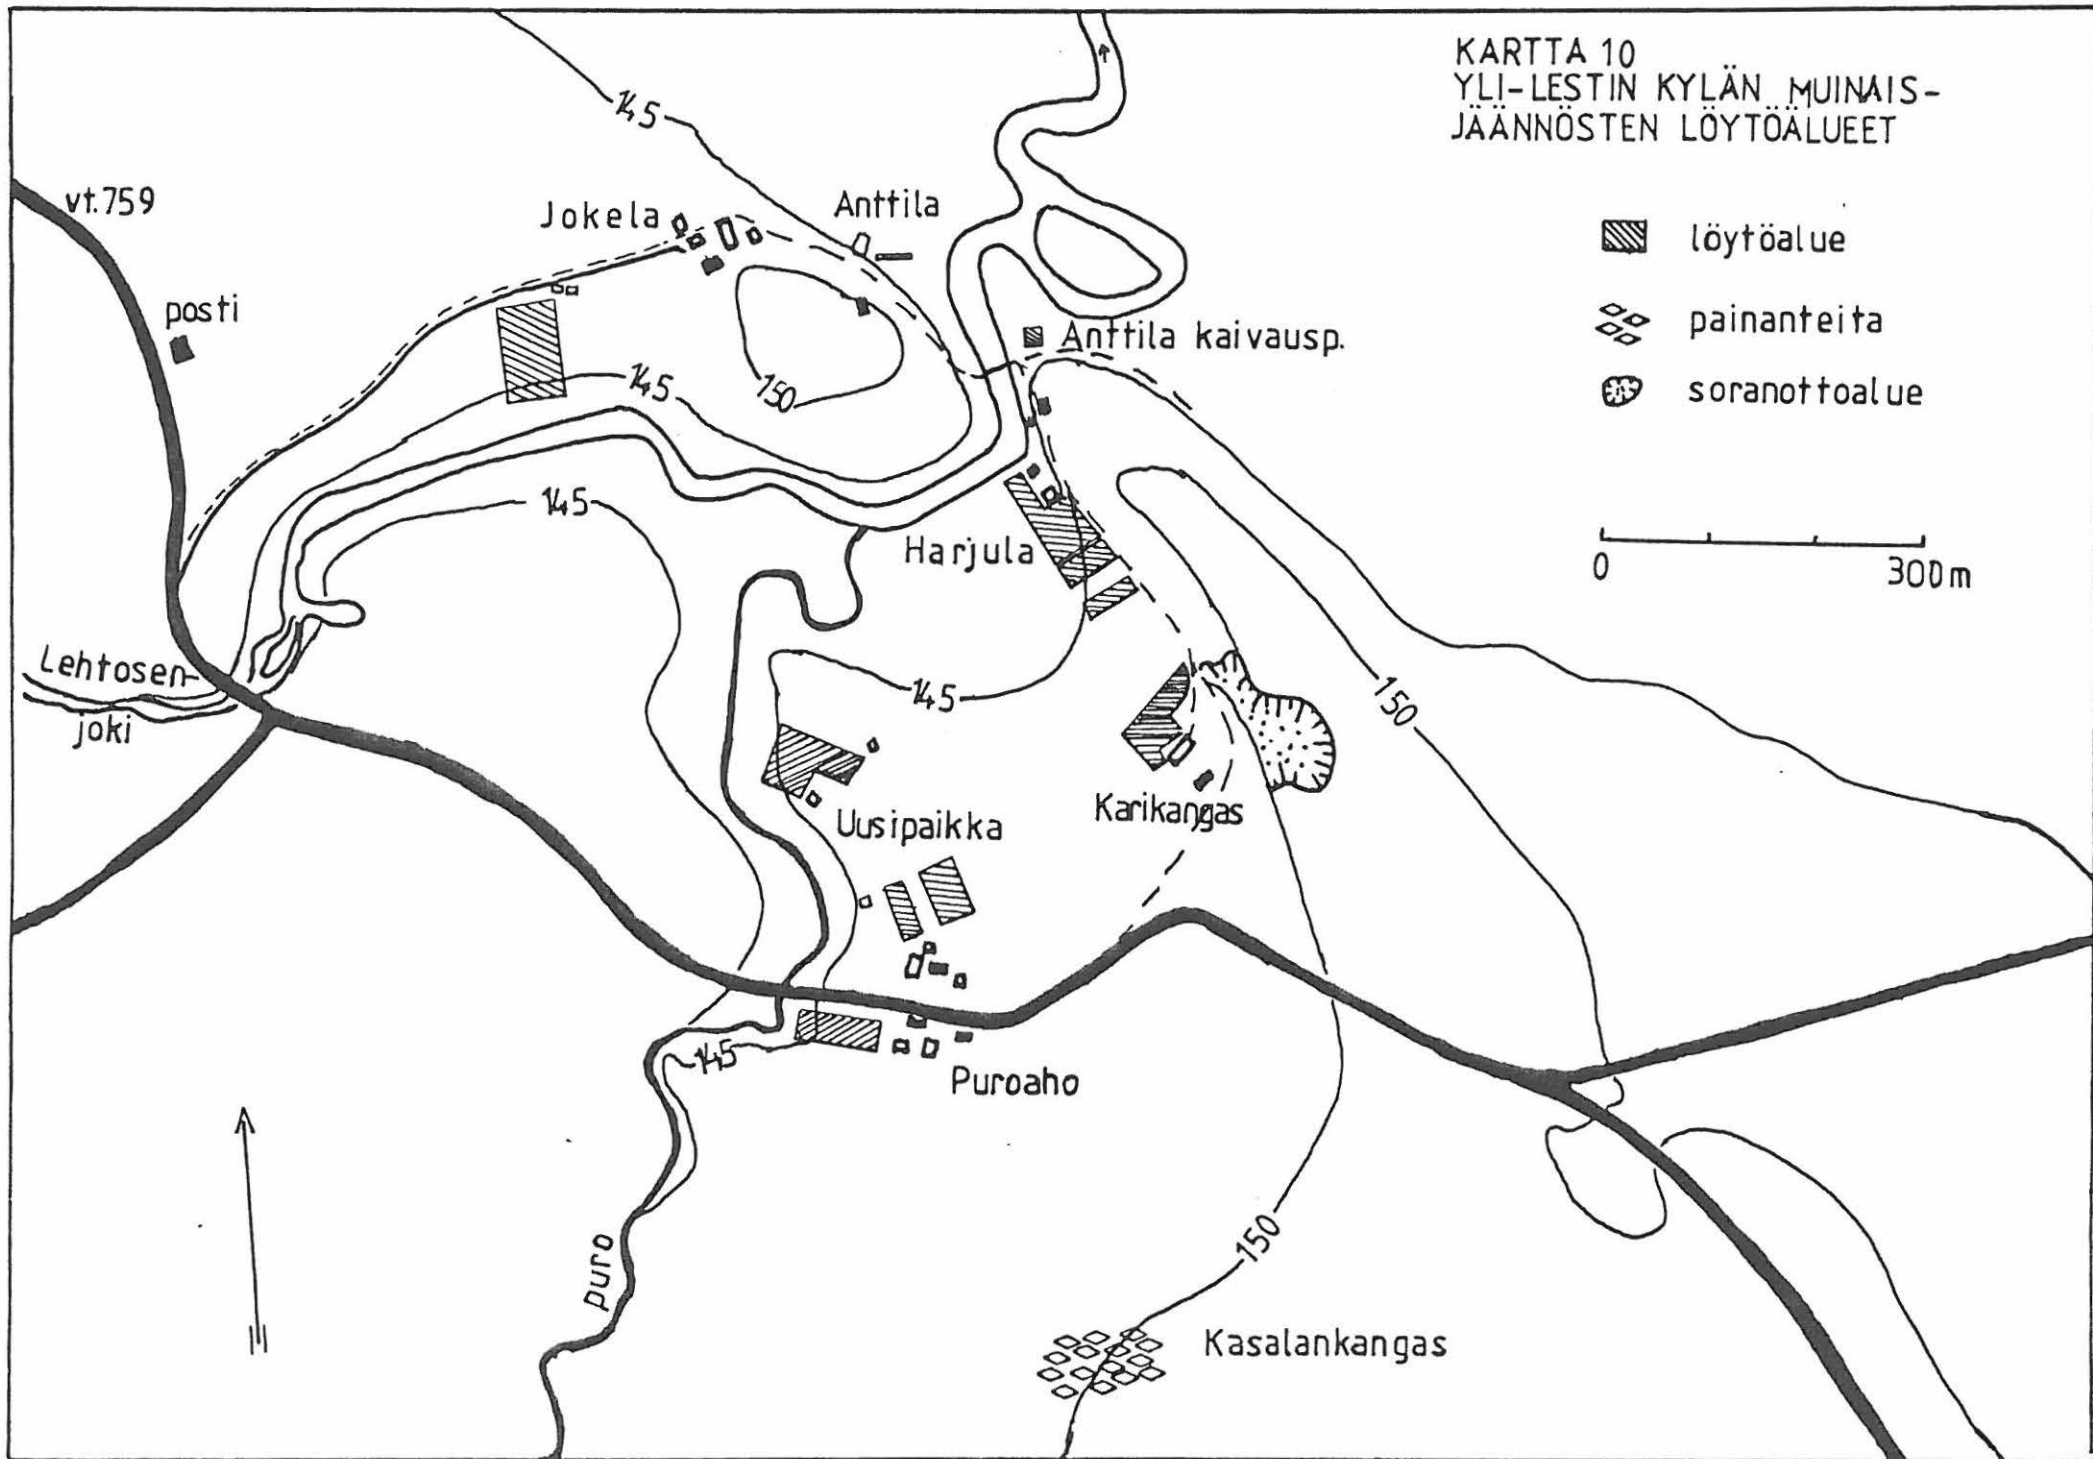 KARTTA 10
YLI-LESTIN KYLÄN MUINAIS-
JÄÄNNÖSTEN LÖYTÖALUEET
löytöalue
painanteita
soranottoalue
0 300m
145
vt.759
Jokela
Anttila
posti
Anttila kaivausp.
150
145
145
Harjula
Lehtosen-
joki
145
150
Karikangas
Uusipaikka
145
Puroaho
puro
150
Kasalankangas